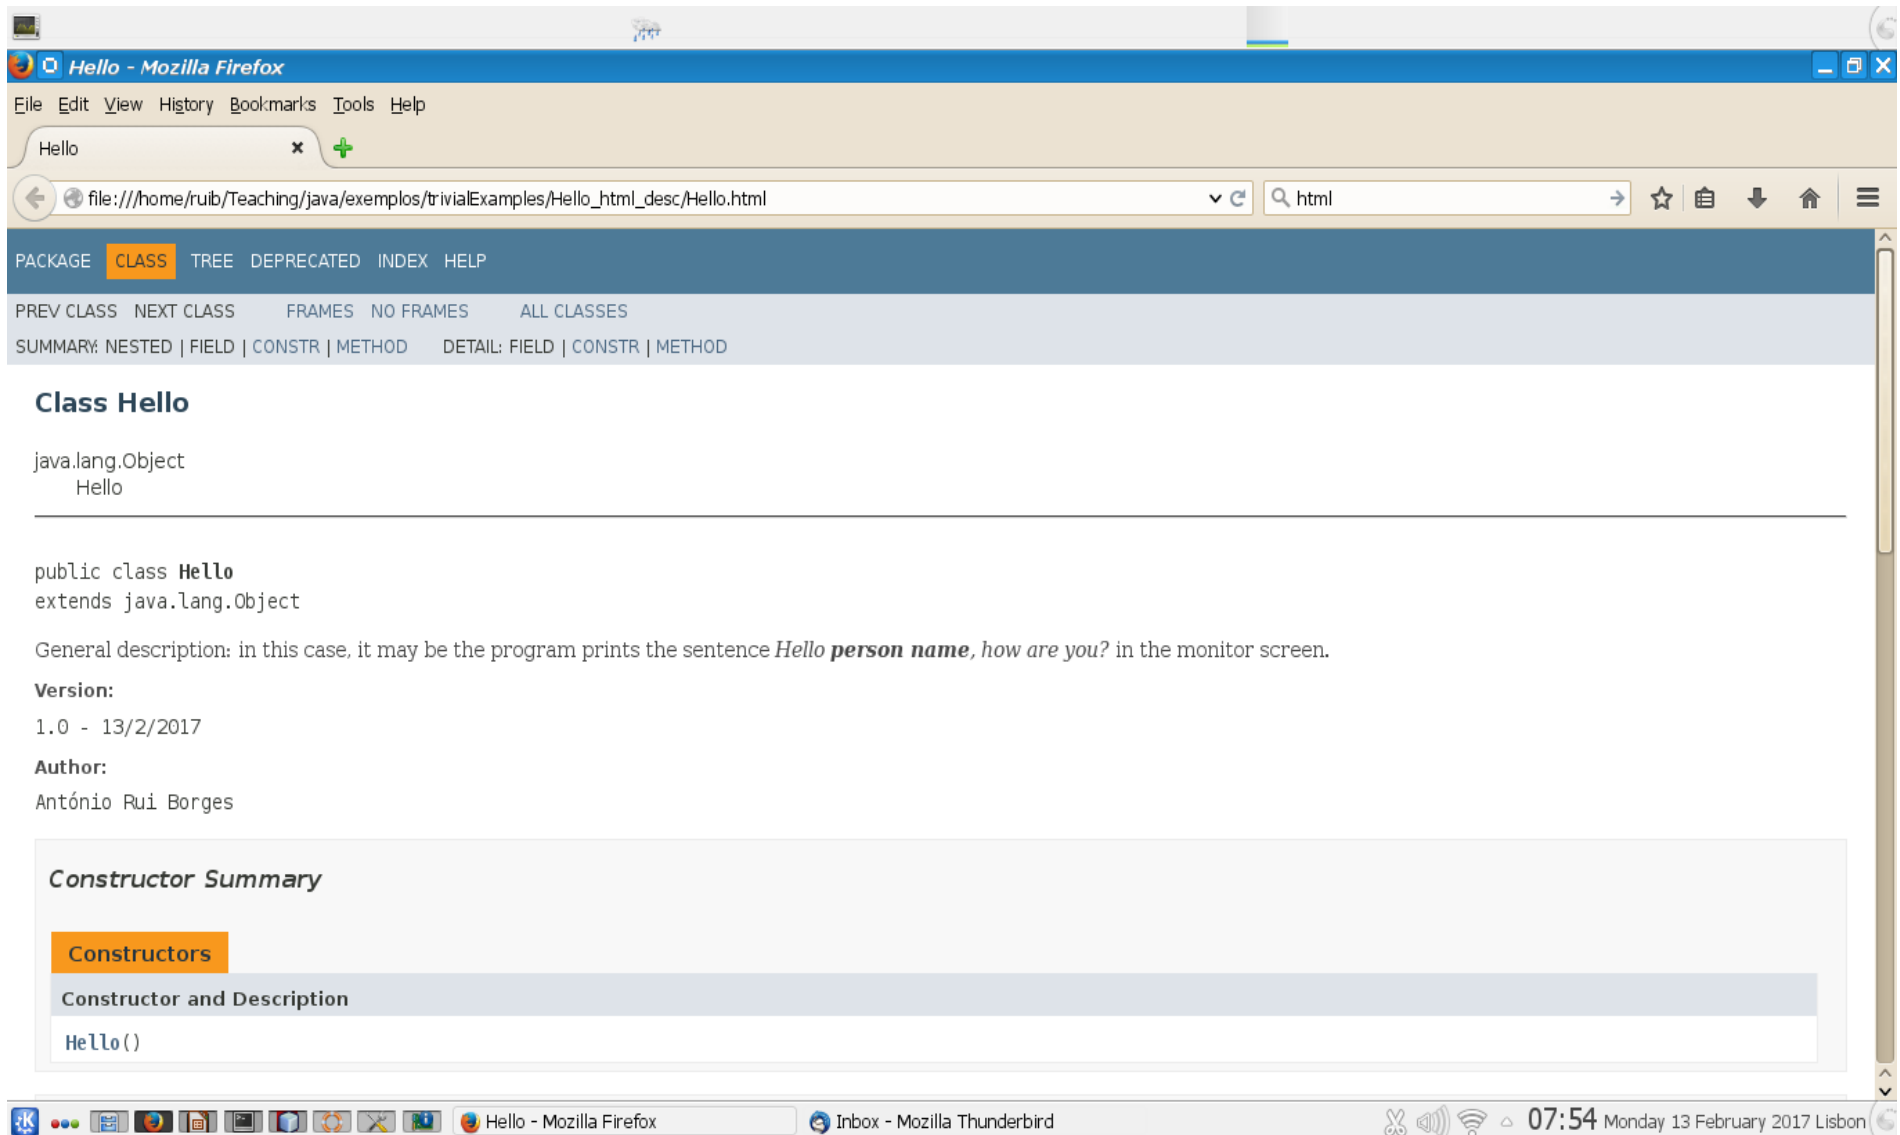 Hello - Mozilla Firefox
File Edit View History Bookmarks Tools Help
Hello
file:///home/ruib/Teaching/java/exemplos/trivialExamples/Hello_html_desc/Hello.html html
PACKAGE CLASS TREE DEPRECATED INDEX HELP
PREV CLASS NEXT CLASS FRAMES NO FRAMES ALL CLASSES
SUMMARY: NESTED | FIELD | CONSTR | METHOD DETAIL: FIELD | CONSTR | METHOD
Class Hello
java.lang.Object
Hello
public class Hello
extends java.lang.Object
General description: in this case, it may be the program prints the sentence Hello person name, how are you? in the monitor screen.
Version:
1.0 - 13/2/2017
Author:
António Rui Borges
Constructor Summary
Constructors
Constructor and Description
Hello()
Hello - Mozilla Firefox Inbox - Mozilla Thunderbird 07:54 Monday 13 February 2017 Lisbon